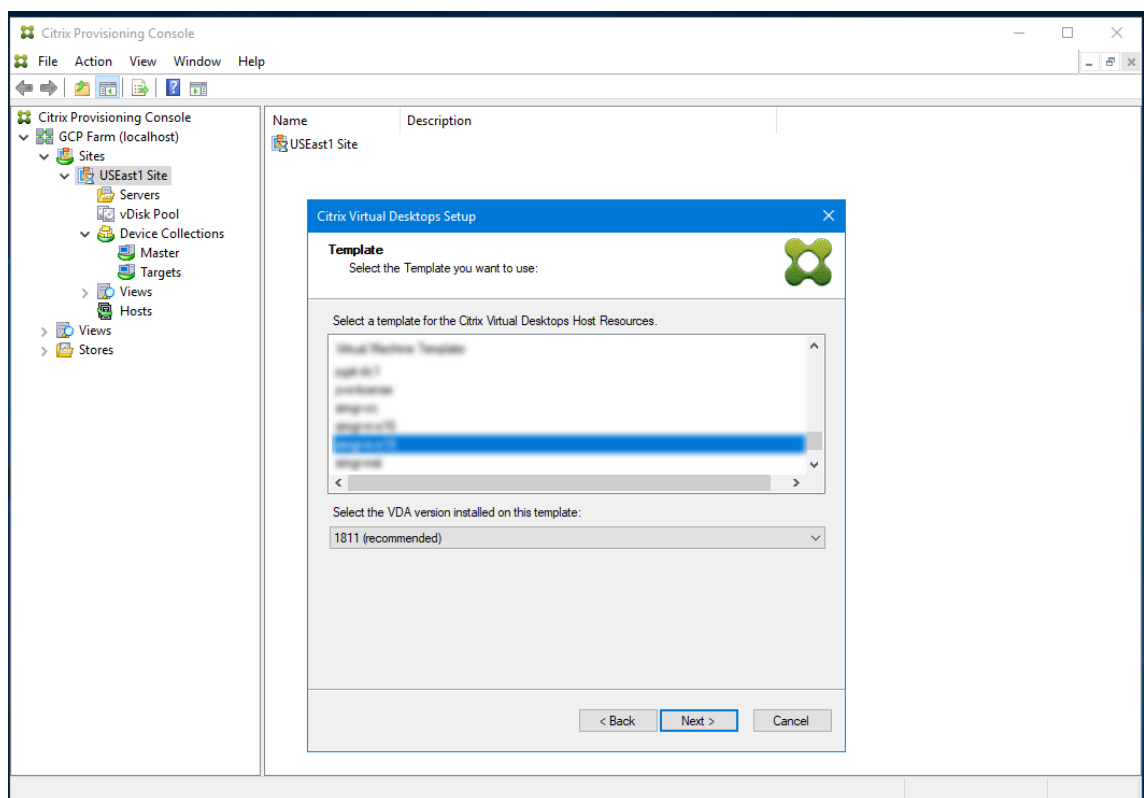 Citrix Provisioning Console
File Action View Window Help
Citrix Provisioning Console
GCP Farm (localhost)
Sites
USEast1 Site
Servers
vDisk Pool
Device Collections
Master
Targets
Views
Hosts
Views
Stores
Name Description
USEast1 Site
Citrix Virtual Desktops Setup
Template
Select the Template you want to use:
Select a template for the Citrix Virtual Desktops Host Resources.
Virtual Machine Template
Select the VDA version installed on this template:
1811 (recommended)
< Back Next > Cancel